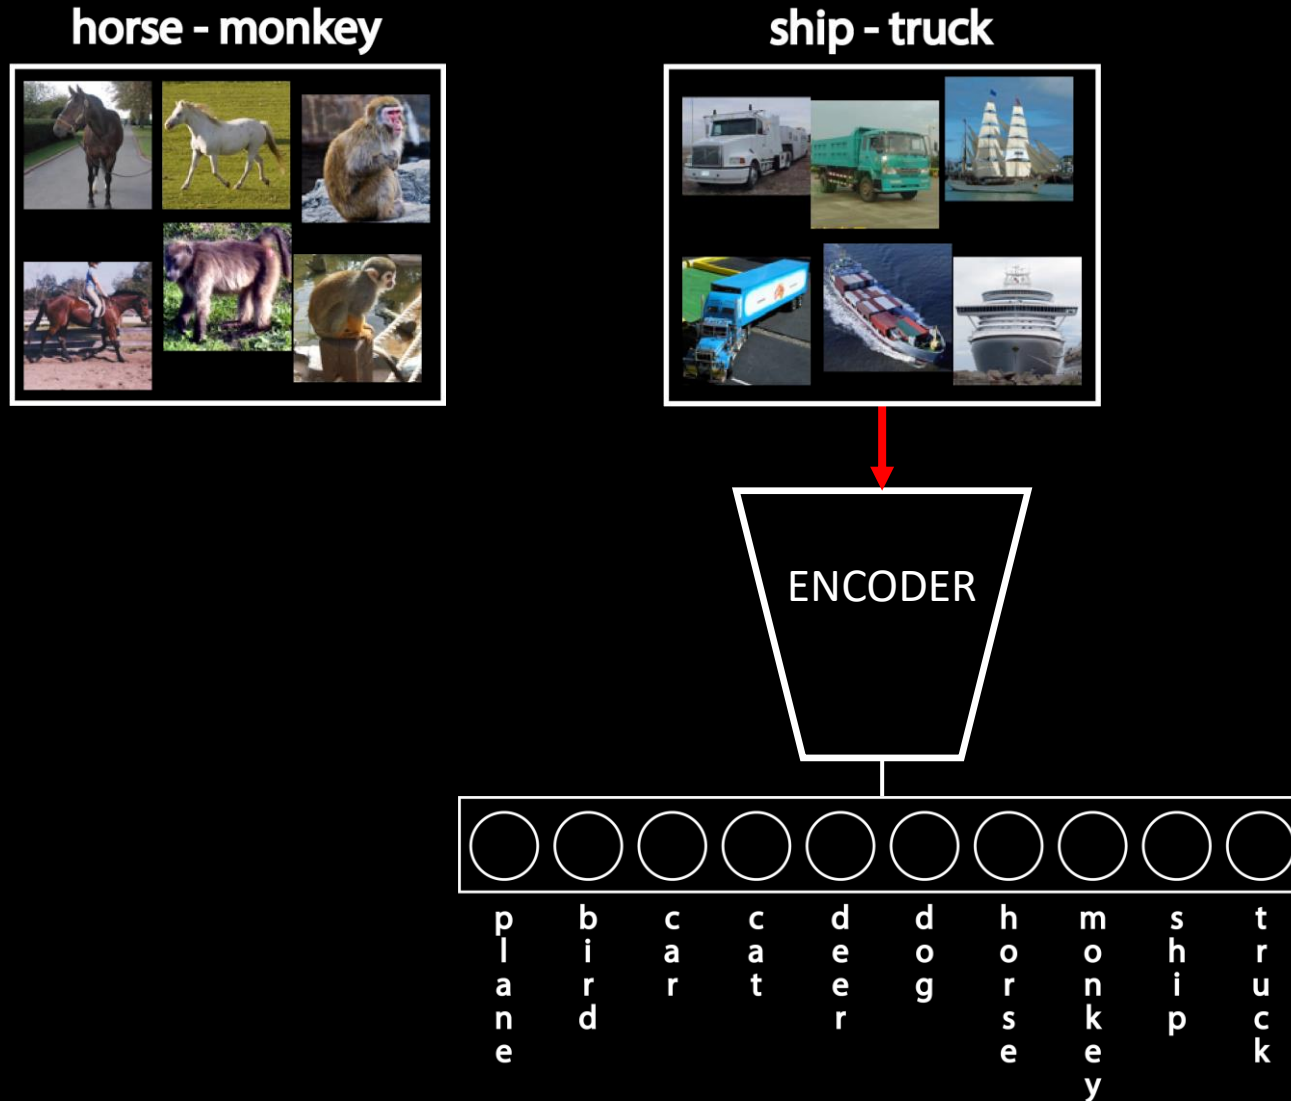 horse - monkey
ship - truck
ENCODER
plane
bird
car
cat
deer
dog
horse
monkey
ship
truck